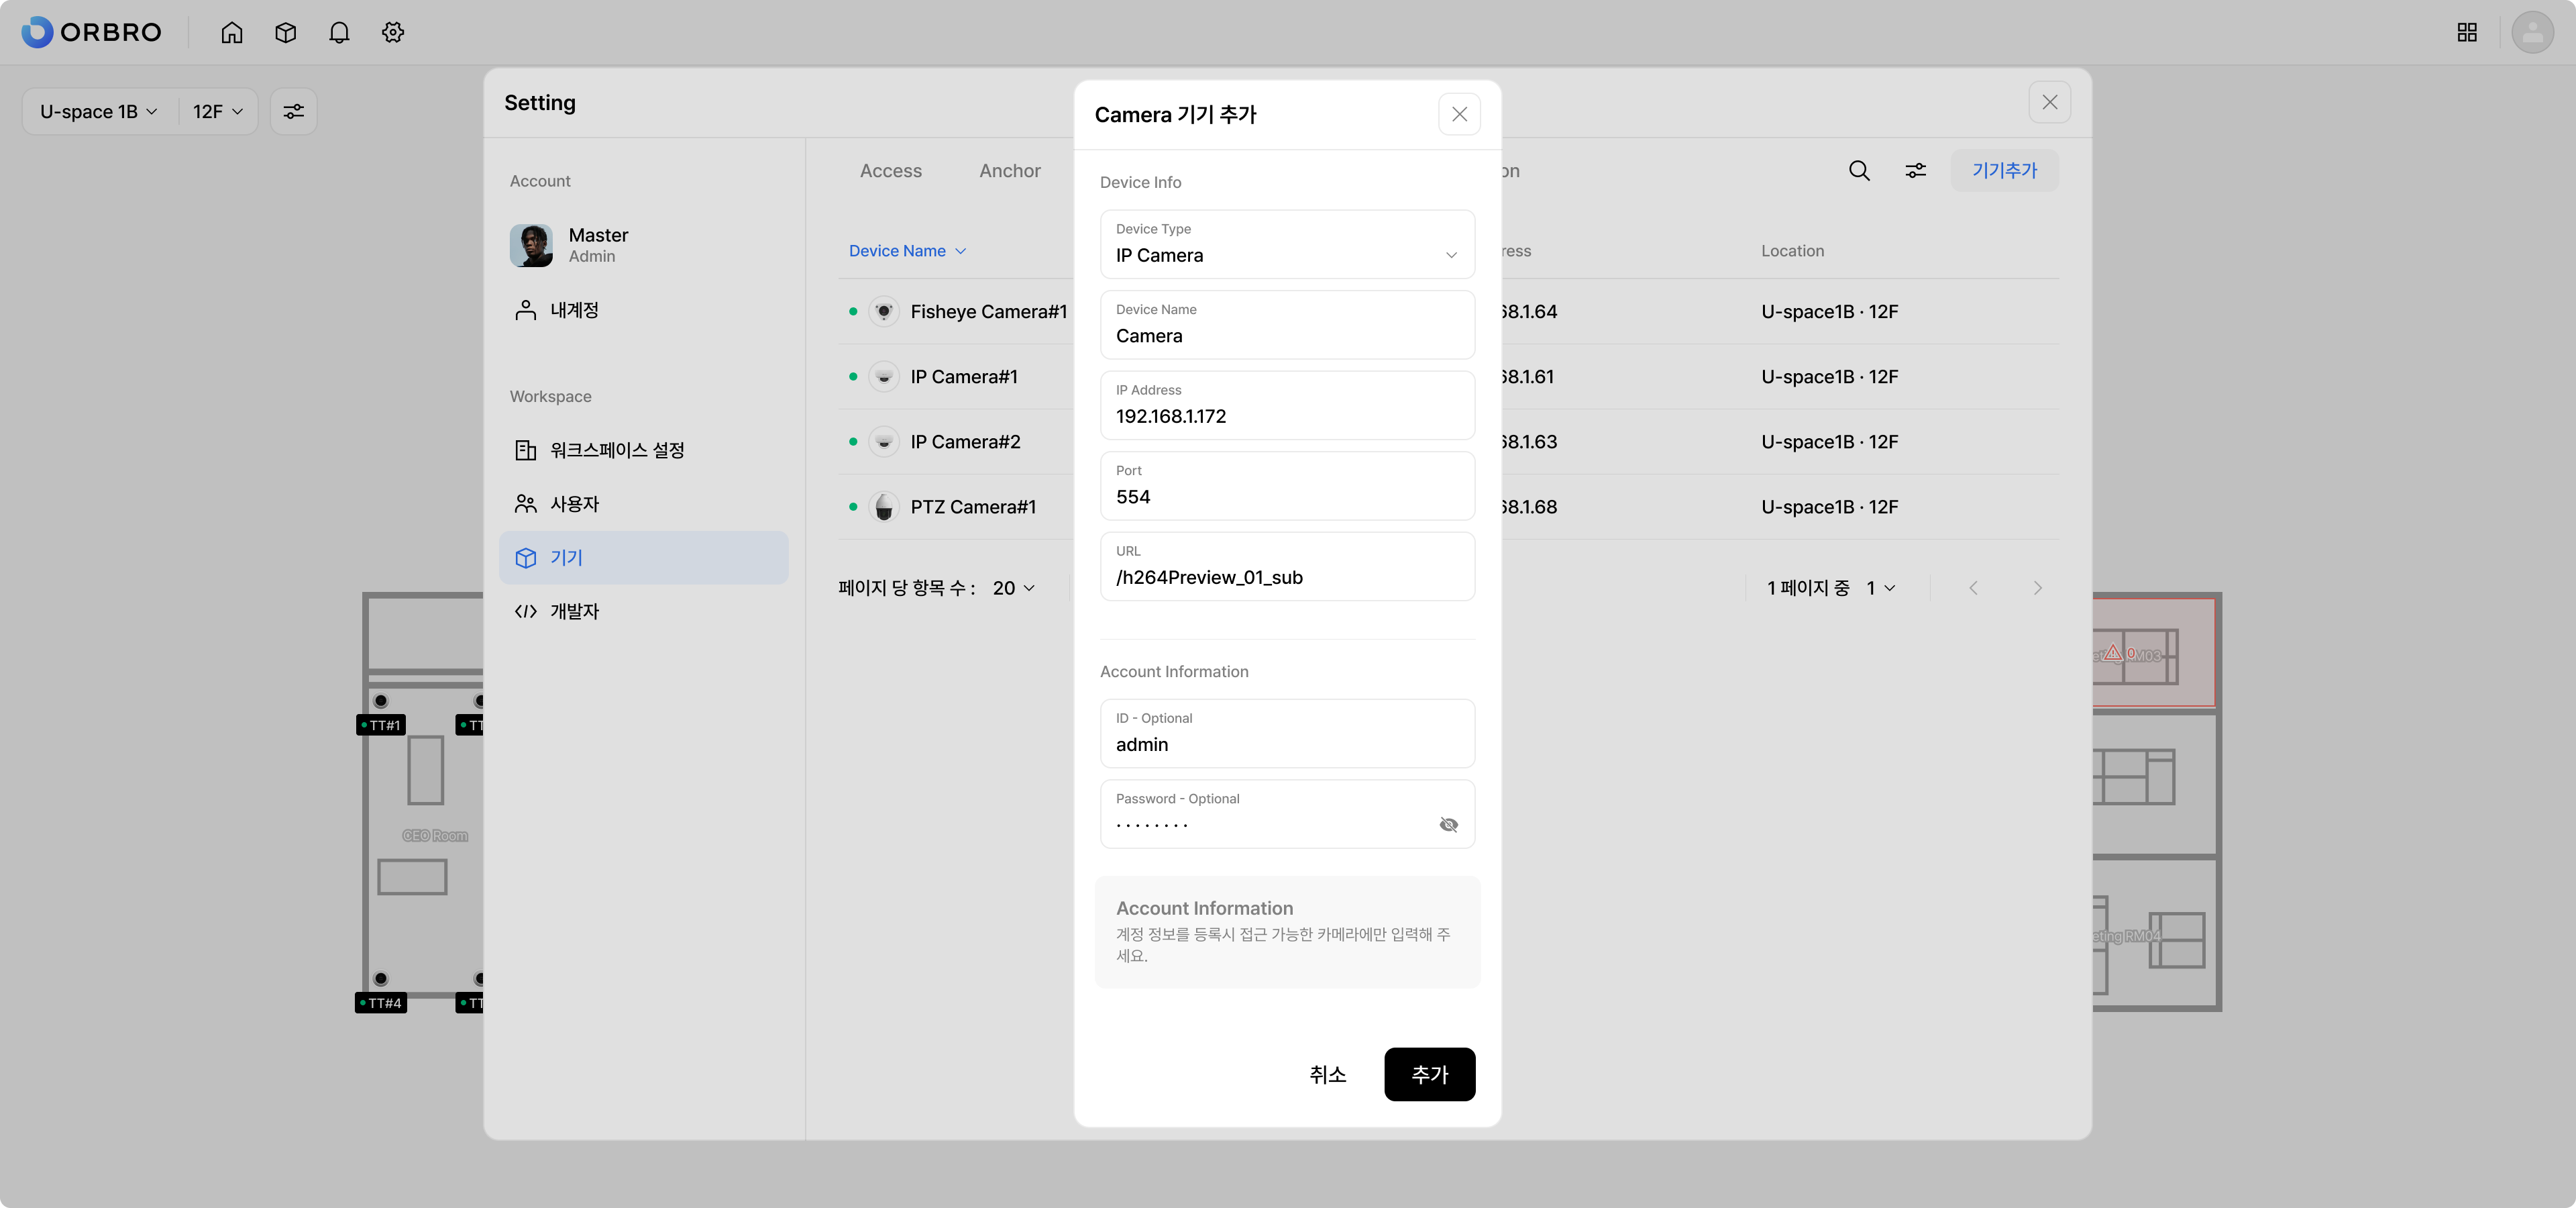 ORBRO
U-space 1B
12F
Setting
Account
Master
Admin
내계정
Workspace
워크스페이스 설정
사용자
기기
개발자
Access
Anchor
기기추가
Device Name
Location
Fisheye Camera#1
68.1.64
U-space1B · 12F
IP Camera#1
68.1.61
U-space1B · 12F
IP Camera#2
68.1.63
U-space1B · 12F
PTZ Camera#1
68.1.68
U-space1B · 12F
페이지 당 항목 수 : 20
1 페이지 중 1
Camera 기기 추가
Device Info
Device Type
IP Camera
Device Name
Camera
IP Address
192.168.1.172
Port
554
URL
/h264Preview_01_sub
Account Information
ID - Optional
admin
Password - Optional
Account Information
계정 정보를 등록시 접근 가능한 카메라에만 입력해 주
세요.
취소
추가
TT#1
TT
CEO Room
TT#4
TT
0
RM03
eting RM04